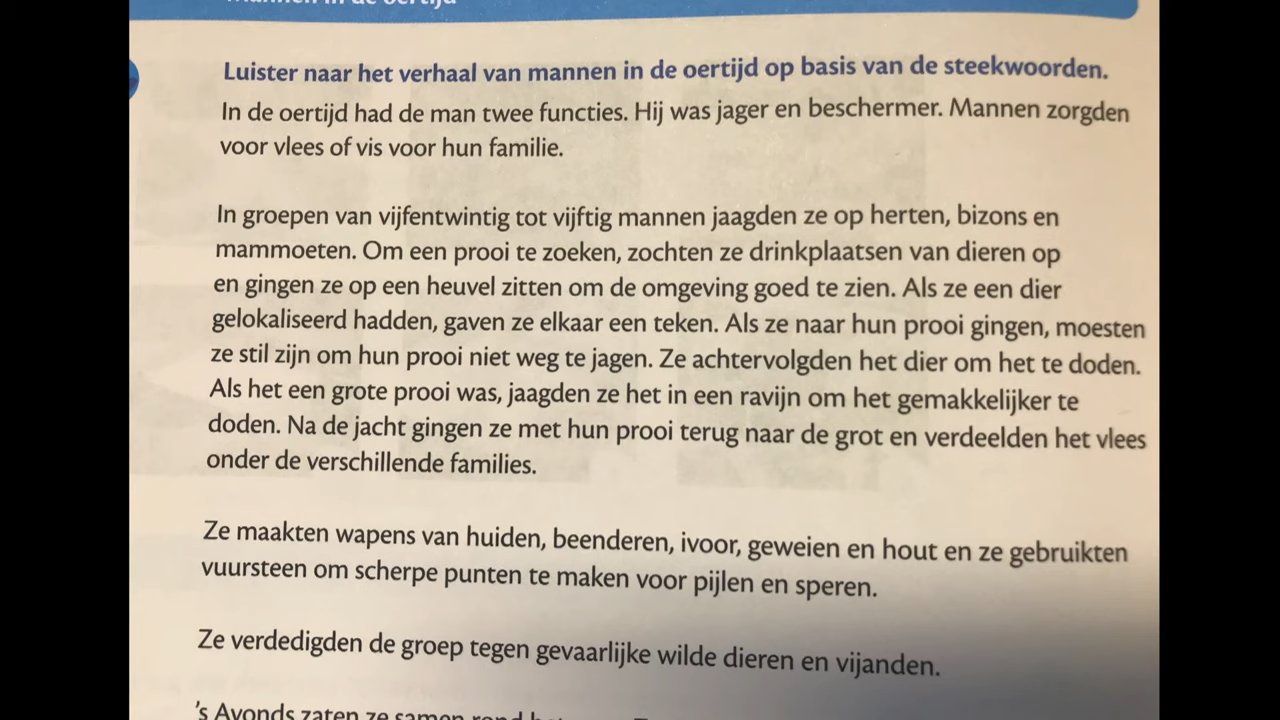 Mannen in de oertijd
Luister naar het verhaal van mannen in de oertijd op basis van de steekwoorden.
In de oertijd had de man twee functies. Hij was jager en beschermer. Mannen zorgden
voor vlees of vis voor hun familie.
In groepen van vijfentwintig tot vijftig mannen jaagden ze op herten, bizons en
mammoeten. Om een prooi te zoeken, zochten ze drinkplaatsen van dieren op
en gingen ze op een heuvel zitten om de omgeving goed te zien. Als ze een dier
gelokaliseerd hadden, gaven ze elkaar een teken. Als ze naar hun prooi gingen, moesten
ze stil zijn om hun prooi niet weg te jagen. Ze achtervolgden het dier om het te doden.
Als het een grote prooi was, jaagden ze het in een ravijn om het gemakkelijker te
doden. Na de jacht gingen ze met hun prooi terug naar de grot en verdeelden het vlees
onder de verschillende families.
Ze maakten wapens van huiden, beenderen, ivoor, geweien en hout en ze gebruikten
vuursteen om scherpe punten te maken voor pijlen en speren.
Ze verdedigden de groep tegen gevaarlijke wilde dieren en vijanden.
's Avonds zaten ze samen rond